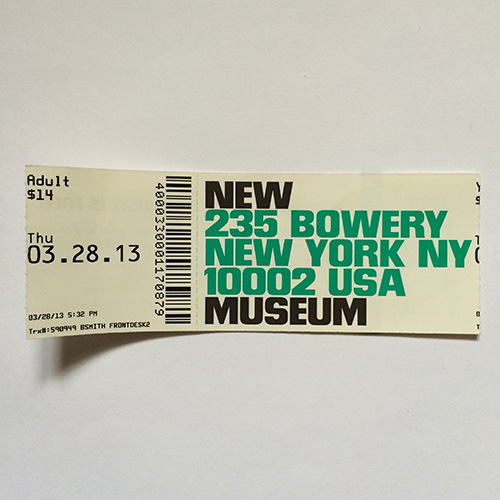 Adult
$14
Thu
03.28.13
03/28/13 5:32 PM
Trx#:590949 BSMITH FRONTDESK2
4000330001170879
NEW
235 BOWERY
NEW YORK NY
10002 USA
MUSEUM